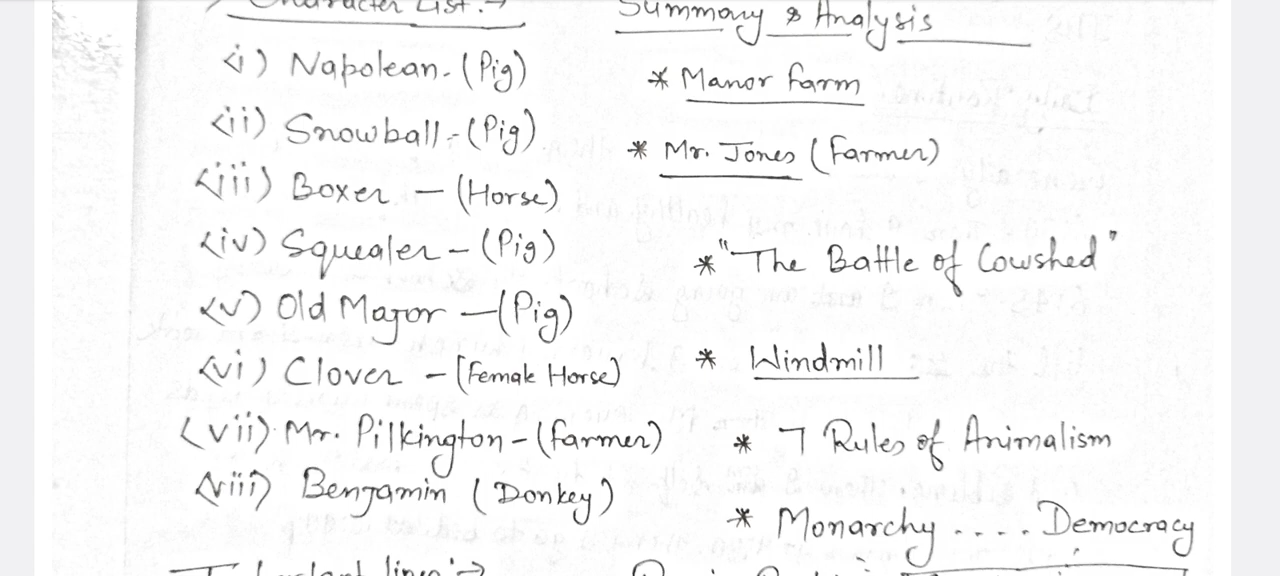 Character List:→
i) Napolean - (Pig)
ii) Snowball - (Pig)
iii) Boxer - (Horse)
iv) Squealer - (Pig)
v) Old Major - (Pig)
vi) Clover - (Female Horse)
vii) Mr. Pilkington - (farmer)
viii) Benjamin (Donkey)
Summary & Analysis
* Manor farm
* Mr. Jones (farmer)
* "The Battle of Cowshed"
* Windmill
* 7 Rules of Animalism
* Monarchy .... Democracy